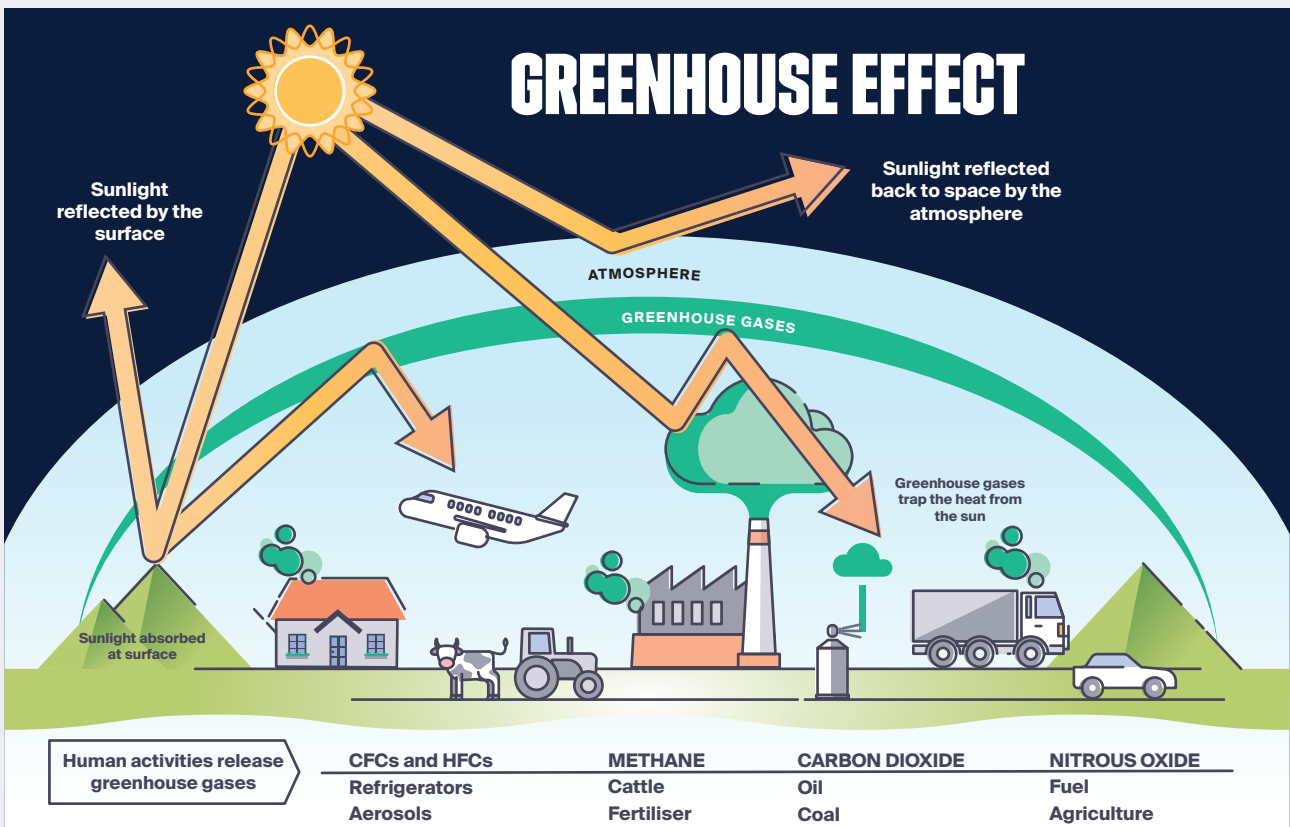 GREENHOUSE EFFECT
Sunlight
reflected by the
surface
Sunlight reflected
back to space by the
atmosphere
ATMOSPHERE
GREENHOUSE GASES
Greenhouse gases
trap the heat from
the sun
Sunlight absorbed
at surface
Human activities release
greenhouse gases
CFCs and HFCs
Refrigerators
Aerosols
METHANE
Cattle
Fertiliser
CARBON DIOXIDE
Oil
Coal
NITROUS OXIDE
Fuel
Agriculture